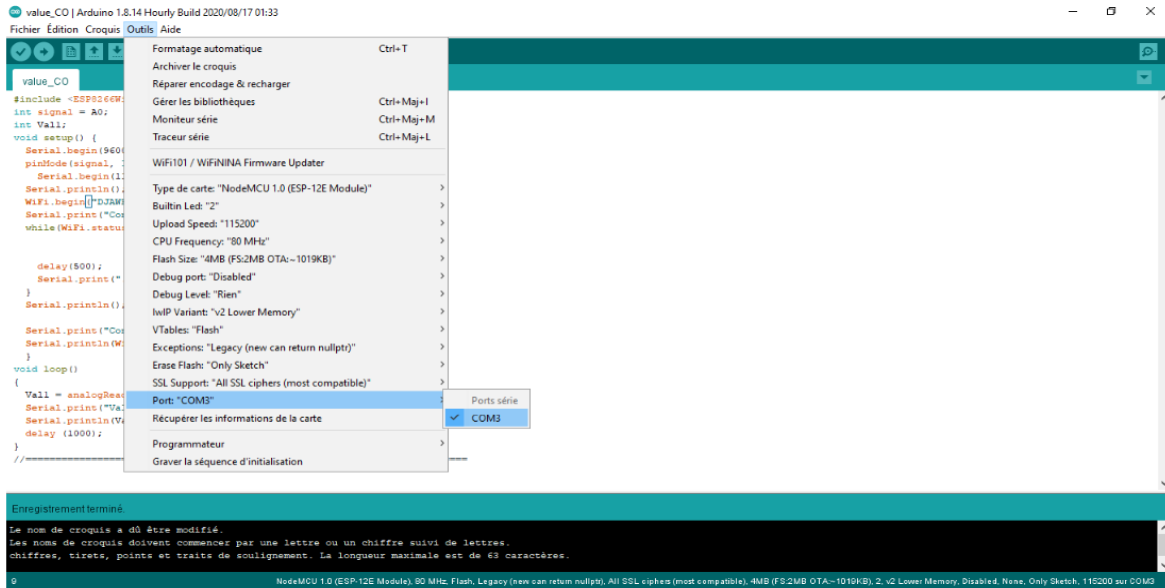 value_CO | Arduino 1.8.14 Hourly Build 2020/08/17 01:33
Fichier Édition Croquis Outils Aide
value_CO
Formatage automatique Ctrl+T
Archiver le croquis
Réparer encodage & recharger
Gérer les bibliothèques Ctrl+Maj+I
Moniteur série Ctrl+Maj+M
Traceur série Ctrl+Maj+L
WiFi101 / WiFiNINA Firmware Updater
Type de carte: "NodeMCU 1.0 (ESP-12E Module)"
Builtin Led: "2"
Upload Speed: "115200"
CPU Frequency: "80 MHz"
Flash Size: "4MB (FS:2MB OTA:~1019KB)"
Debug port: "Disabled"
Debug Level: "Rien"
lwIP Variant: "v2 Lower Memory"
VTables: "Flash"
Exceptions: "Legacy (new can return nullptr)"
Erase Flash: "Only Sketch"
SSL Support: "All SSL ciphers (most compatible)"
Port: "COM3"
Récupérer les informations de la carte
Programmateur
Graver la séquence d'initialisation
Ports série
COM3
#include <ESP8266W
int signal = A0;
int Val1;
void setup() {
Serial.begin(960
pinMode(signal,
Serial.begin(1
Serial.println()
WiFi.begin("DJAW
Serial.print("Co
while(WiFi.statu
delay(500);
Serial.print("
}
Serial.println()
Serial.print("Co
Serial.println(W
}
void loop()
{
Val1 = analogRea
Serial.print("Va
Serial.println(V
delay (1000);
}
//=====
Enregistrement terminé.
Le nom de croquis a dû être modifié.
Les noms de croquis doivent commencer par une lettre ou un chiffre suivi de lettres.
chiffres, tirets, points et traits de soulignement. La longueur maximale est de 63 caractères.
9 NodeMCU 1.0 (ESP-12E Module), 80 MHz, Flash, Legacy (new can return nullptr), All SSL ciphers (most compatible), 4MB (FS:2MB OTA:~1019KB), 2, v2 Lower Memory, Disabled, None, Only Sketch, 115200 sur COM3